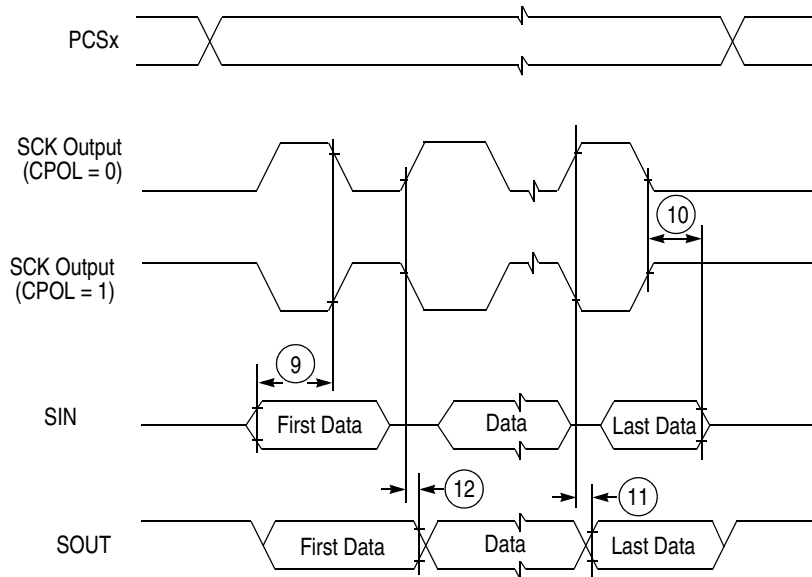 PCSx
SCK Output
(CPOL = 0)
10
SCK Output
(CPOL = 1)
9
SIN
First Data
Data
Last Data
12
11
SOUT
First Data
Data
Last Data